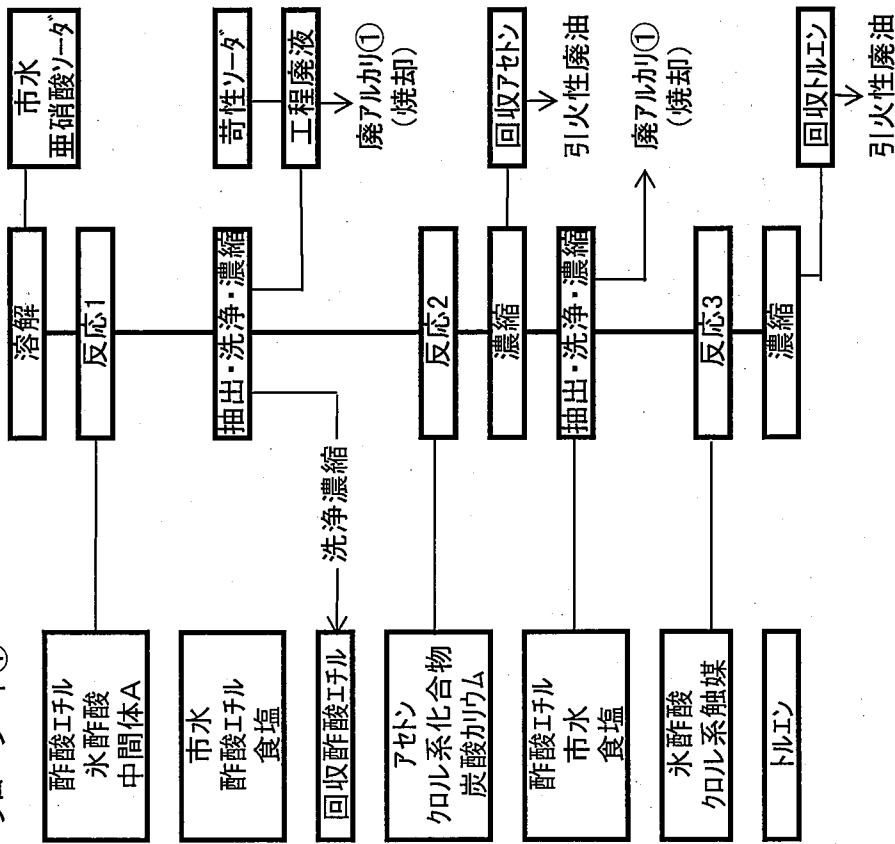 市水
亜硝酸ソーダ
溶解
酢酸エチル
氷酢酸
中間体A
反応1
市水
酢酸エチル
食塩
抽出・洗浄・濃縮
苛性ソーダ
工程廃液
廃アルカリ①
(焼却)
洗浄濃縮
回収酢酸エチル
アセトン
クロル系化合物
炭酸カリウム
反応2
濃縮
回収アセトン
引火性廃油
酢酸エチル
市水
食塩
抽出・洗浄・濃縮
廃アルカリ①
(焼却)
氷酢酸
クロル系触媒
反応3
トルエン
濃縮
回収トルエン
引火性廃油